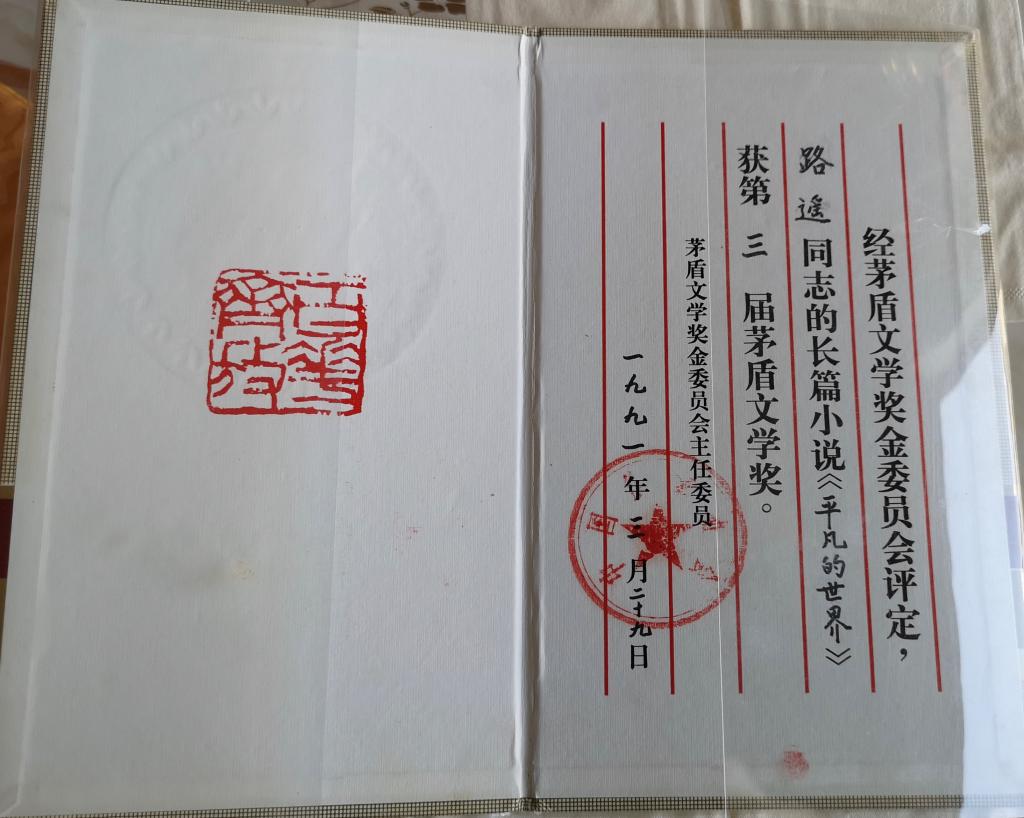 经茅盾文学奖金委员会评定，
路遥同志的长篇小说《平凡的世界》
获第三届茅盾文学奖。
茅盾文学奖金委员会主任委员
一九九一年三月二十九日